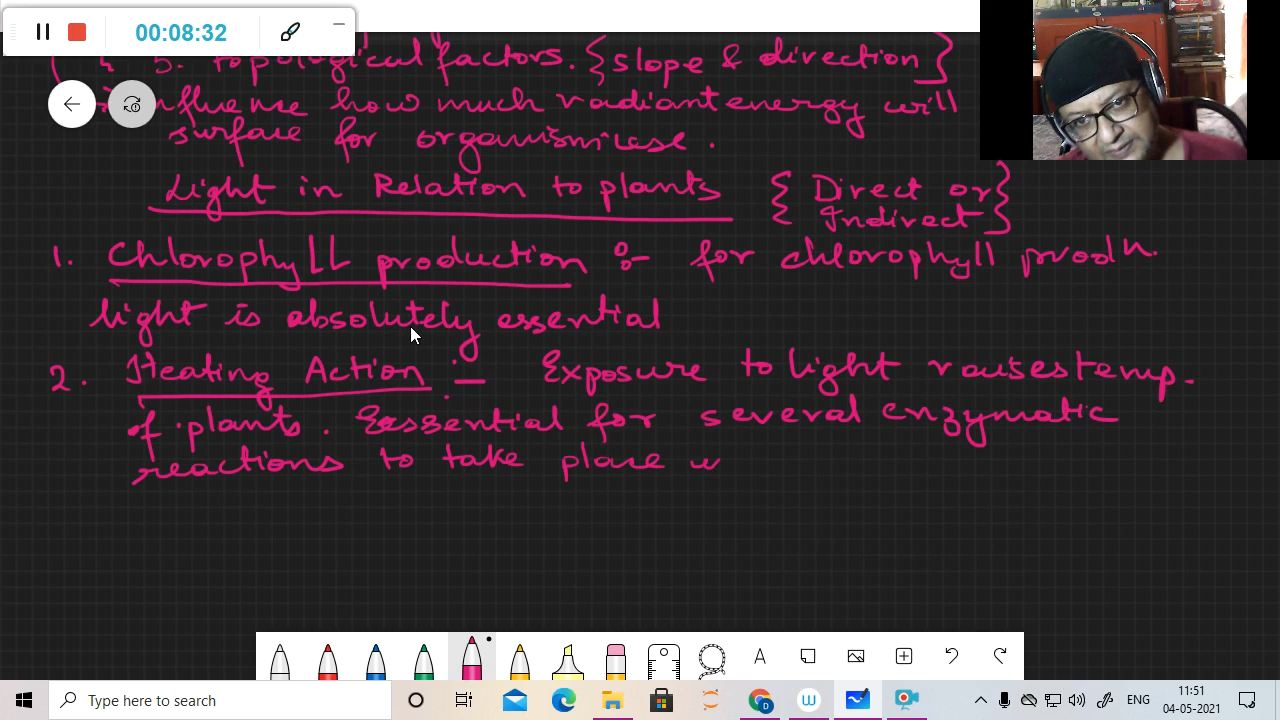 00:08:32
5. Topological factors. {slope & direction}
influence how much radiant energy will
surface for organismic use.
Light in Relation to plants { Direct or
Indirect }
1. Chlorophyll production :- for chlorophyll prodn.
light is absolutely essential
2. Heating Action :- Exposure to light raises temp.
of plants. Essential for several enzymatic
reactions to take place
A
Type here to search
ENG
11:51
04-05-2021